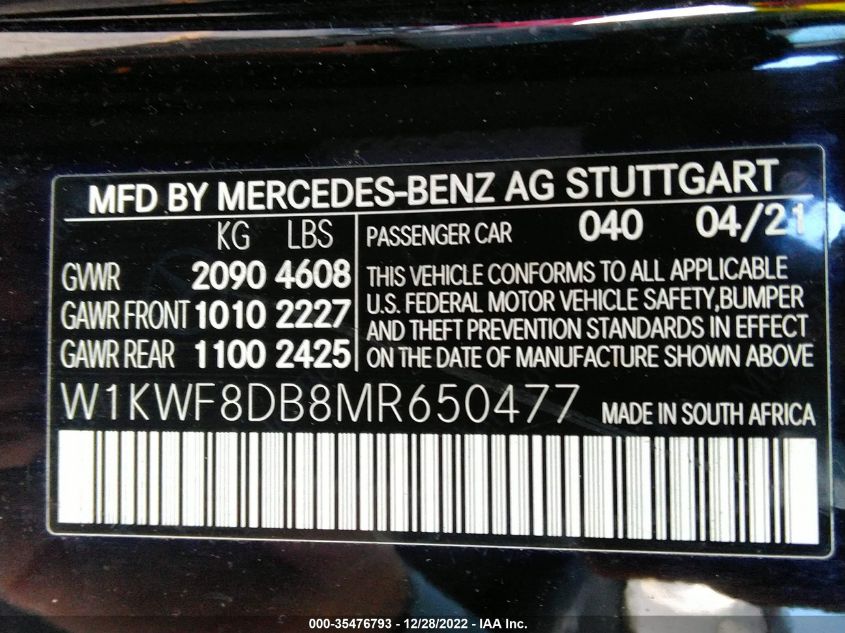 MFD BY MERCEDES-BENZ AG STUTTGART
KG LBS
GVWR 2090 4608
GAWR FRONT 1010 2227
GAWR REAR 1100 2425
PASSENGER CAR 040 04/21
THIS VEHICLE CONFORMS TO ALL APPLICABLE
U.S. FEDERAL MOTOR VEHICLE SAFETY,BUMPER
AND THEFT PREVENTION STANDARDS IN EFFECT
ON THE DATE OF MANUFACTURE SHOWN ABOVE
W1KWF8DB8MR650477 MADE IN SOUTH AFRICA
000-35476793 - 12/28/2022 - IAA Inc.